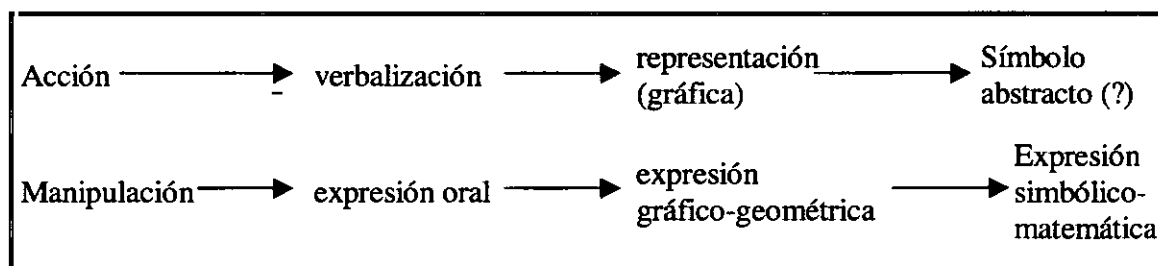 Acción verbalización representación (gráfica) Símbolo abstracto (?)
Manipulación expresión oral expresión gráfico-geométrica Expresión simbólico-matemática